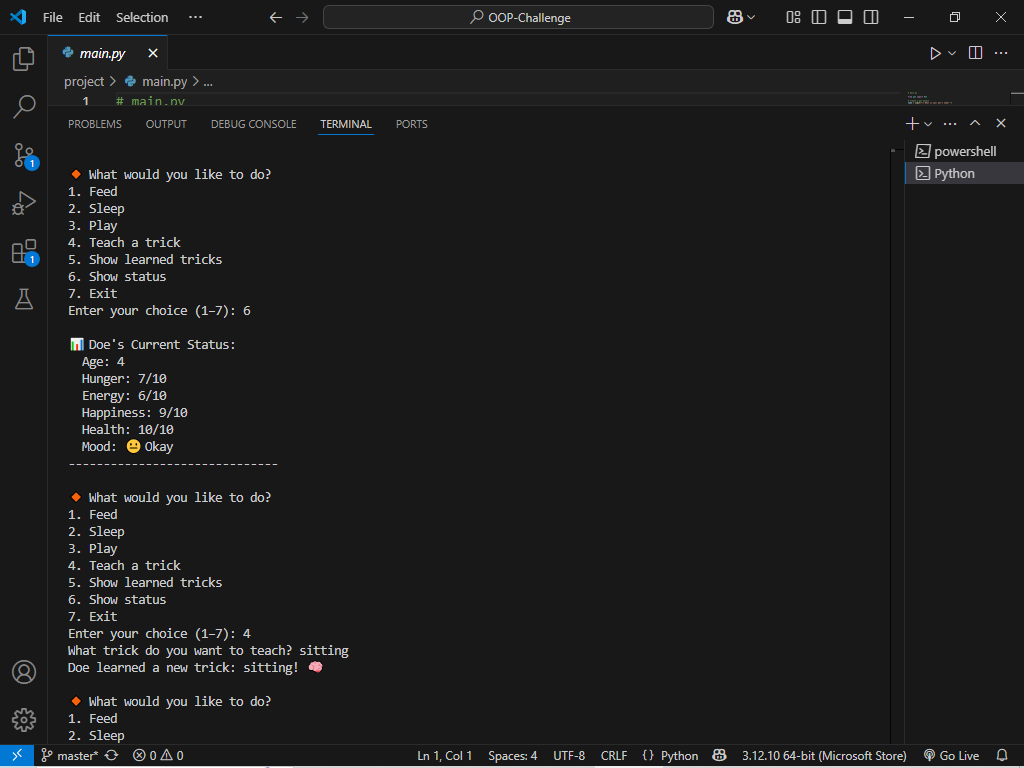 File Edit Selection ··· OOP-Challenge
main.py
project > main.py > ...
1 # main.py
PROBLEMS OUTPUT DEBUG CONSOLE TERMINAL PORTS
powershell
Python
What would you like to do?
1. Feed
2. Sleep
3. Play
4. Teach a trick
5. Show learned tricks
6. Show status
7. Exit
Enter your choice (1–7): 6
📊 Doe's Current Status:
Age: 4
Hunger: 7/10
Energy: 6/10
Happiness: 9/10
Health: 10/10
Mood: 😐 Okay
------------------------------
🔸 What would you like to do?
1. Feed
2. Sleep
3. Play
4. Teach a trick
5. Show learned tricks
6. Show status
7. Exit
Enter your choice (1–7): 4
What trick do you want to teach? sitting
Doe learned a new trick: sitting! 🧠
🔸 What would you like to do?
1. Feed
2. Sleep
1
1
master* 0 0 Ln 1, Col 1 Spaces: 4 UTF-8 CRLF {} Python 3.12.10 64-bit (Microsoft Store) Go Live